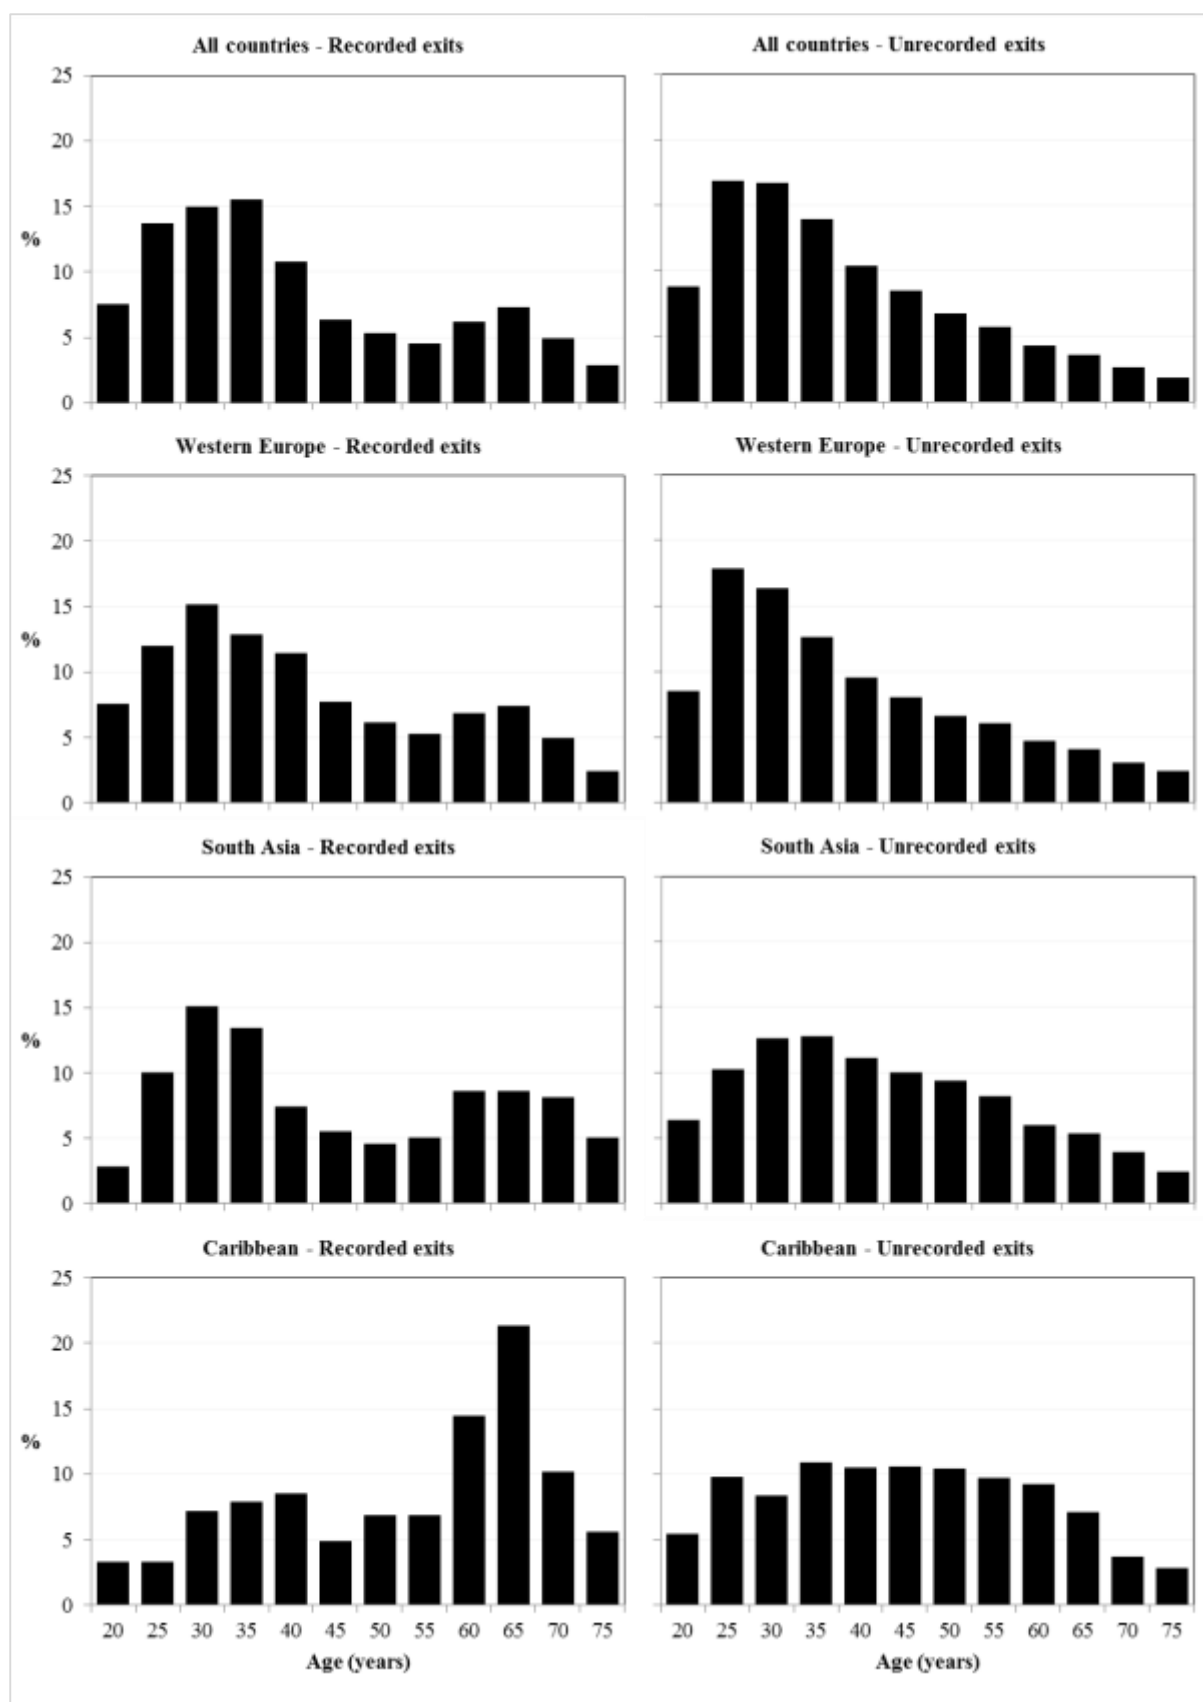 All countries - Recorded exits
All countries - Unrecorded exits
25
20
15
%
10
5
0
Western Europe - Recorded exits
Western Europe - Unrecorded exits
25
20
15
%
10
5
0
South Asia - Recorded exits
South Asia - Unrecorded exits
25
20
15
%
10
5
0
Caribbean - Recorded exits
Caribbean - Unrecorded exits
25
20
15
%
10
5
0
20 25 30 35 40 45 50 55 60 65 70 75
20 25 30 35 40 45 50 55 60 65 70 75
Age (years)
Age (years)